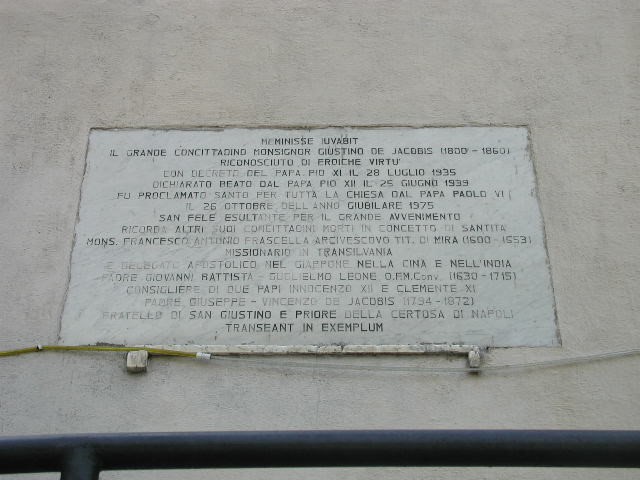 MEMINISSE IUVABIT
IL GRANDE CONCITTADINO MONSIGNOR GIUSTINO DE JACOBIS (1800 - 1860)
RICONOSCIUTO DI EROICHE VIRTU'
CON DECRETO DEL PAPA PIO XI IL 28 LUGLIO 1935
DICHIARATO BEATO DAL PAPA PIO XII IL 25 GIUGNO 1939
FU PROCLAMATO SANTO PER TUTTA LA CHIESA DAL PAPA PAOLO VI
IL 26 OTTOBRE DELL'ANNO GIUBILARE 1975
SAN FELE ESULTANTE PER IL GRANDE AVVENIMENTO
RICORDA ALTRI SUOI CONCITTADINI MORTI IN CONCETTO DI SANTITA
MONS. FRANCESCO ANTONIO FRASCELLA ARCIVESCOVO TIT. DI MIRA (1600 - 1653)
MISSIONARIO IN TRANSILVANIA
E DELEGATO APOSTOLICO NEL GIAPPONE NELLA CINA E NELL'INDIA
PADRE GIOVANNI BATTISTA - GUGLIELMO LEONE O.F.M. Conv. (1630 - 1715)
CONSIGLIERE DI DUE PAPI INNOCENZO XII E CLEMENTE XI
PADRE GIUSEPPE - VINCENZO DE JACOBIS (1794 - 1872)
FRATELLO DI SAN GIUSTINO E PRIORE DELLA CERTOSA DI NAPOLI
TRANSEANT IN EXEMPLUM